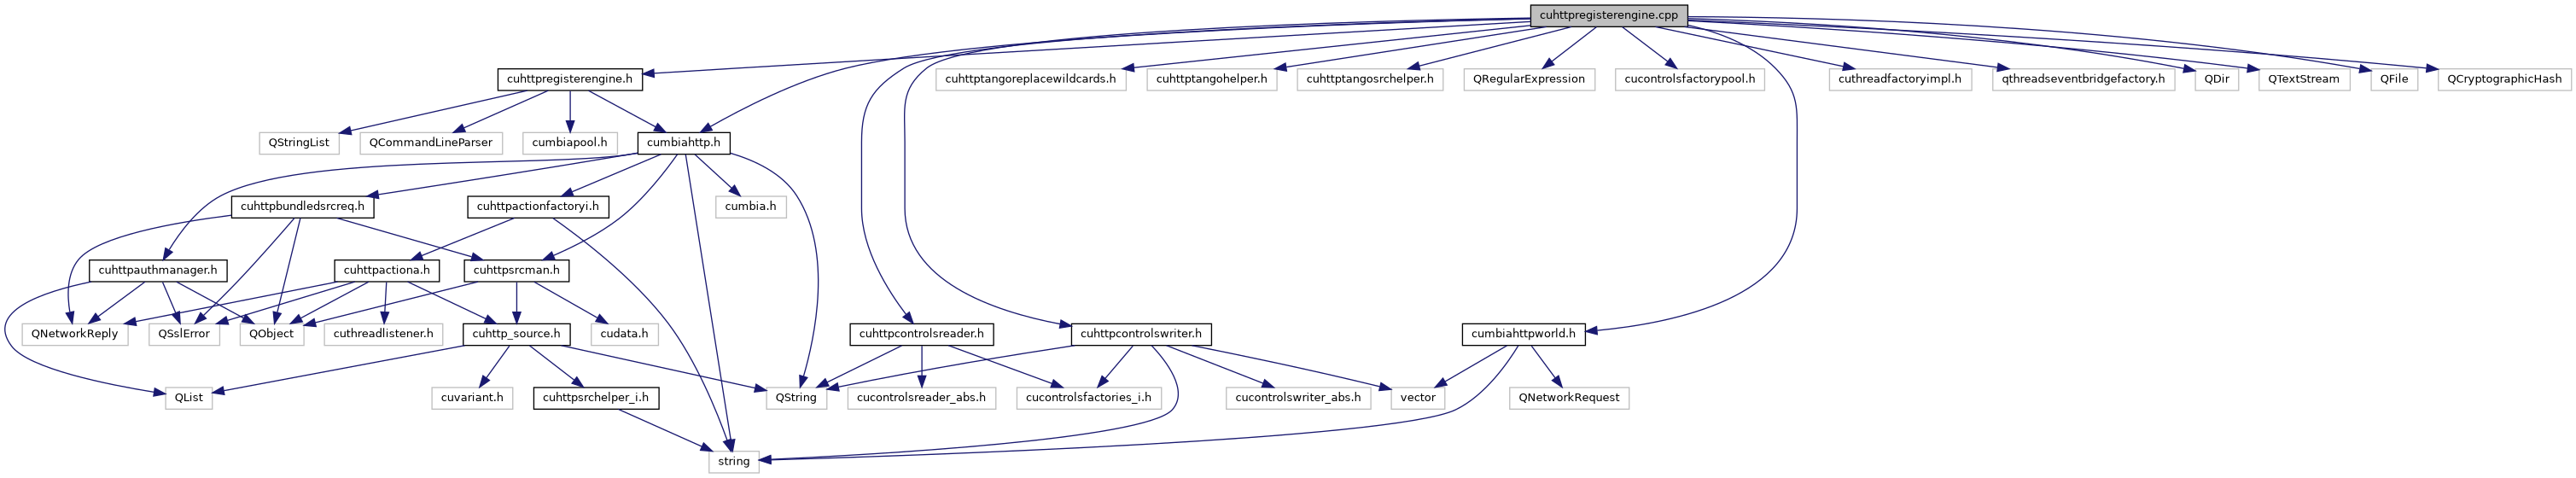 cuhttpregisterengine.cpp
cuhttpregisterengine.h
cuhttptangoreplacewildcards.h
cuhttptangohelper.h
cuhttptangosrchelper.h
QRegularExpression
cucontrolsfactorypool.h
cuthreadfactoryimpl.h
qthreadseventbridgefactory.h
QDir
QTextStream
QFile
QCryptographicHash
QStringList
QCommandLineParser
cumbiapool.h
cumbiahttp.h
cuhttpbundledsrcreq.h
cuhttpactionfactoryi.h
cumbia.h
cuhttpauthmanager.h
cuhttpactiona.h
cuhttpsrcman.h
QNetworkReply
QSslError
QObject
cuthreadlistener.h
cuhttp_source.h
cudata.h
cuhttpcontrolsreader.h
cuhttpcontrolswriter.h
cumbiahttpworld.h
QList
cuvariant.h
cuhttpsrchelper_i.h
QString
cucontrolsreader_abs.h
cucontrolsfactories_i.h
cucontrolswriter_abs.h
vector
QNetworkRequest
string